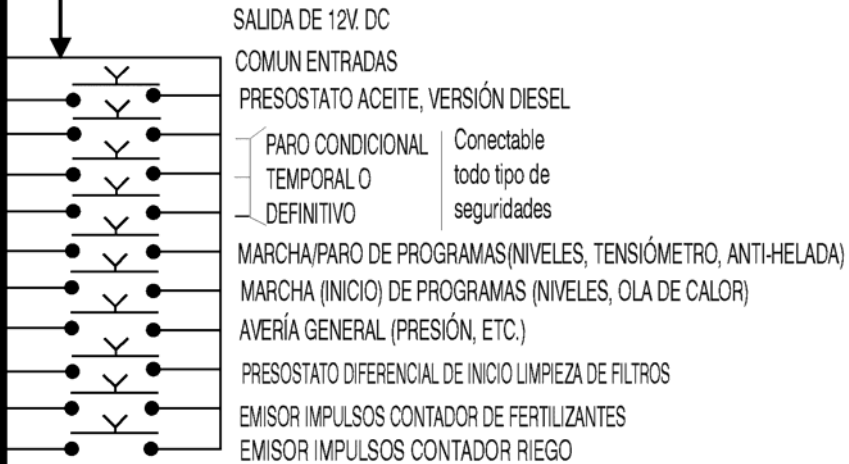 SALIDA DE 12V. DC
COMUN ENTRADAS
PRESOSTATO ACEITE, VERSIÓN DIESEL
PARO CONDICIONAL
TEMPORAL O
DEFINITIVO
Conectable
todo tipo de
seguridades
MARCHA/PARO DE PROGRAMAS(NIVELES, TENSIÓMETRO, ANTI-HELADA)
MARCHA (INICIO) DE PROGRAMAS (NIVELES, OLA DE CALOR)
AVERÍA GENERAL (PRESIÓN, ETC.)
PRESOSTATO DIFERENCIAL DE INICIO LIMPIEZA DE FILTROS
EMISOR IMPULSOS CONTADOR DE FERTILIZANTES
EMISOR IMPULSOS CONTADOR RIEGO